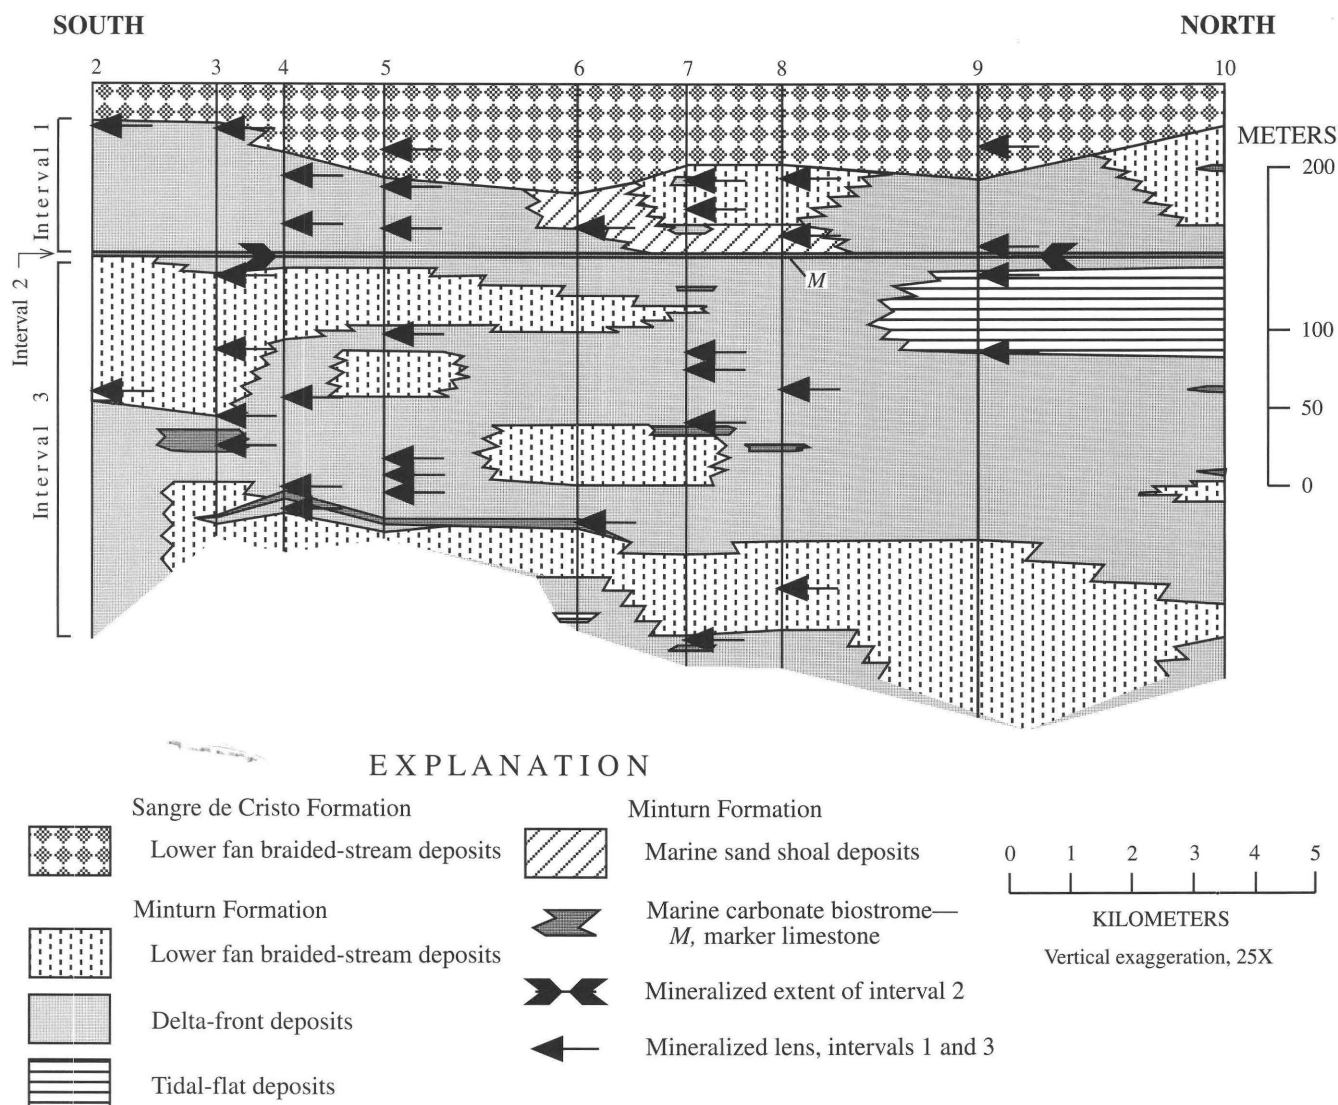 SOUTH
NORTH
2 3 4 5 6 7 8 9 10
Interval 1
Interval 2
Interval 3
METERS
200
100
50
0
M
EXPLANATION
Sangre de Cristo Formation
Lower fan braided-stream deposits
Minturn Formation
Lower fan braided-stream deposits
Delta-front deposits
Tidal-flat deposits
Minturn Formation
Marine sand shoal deposits
Marine carbonate biostrome—
M, marker limestone
Mineralized extent of interval 2
Mineralized lens, intervals 1 and 3
0 1 2 3 4 5
KILOMETERS
Vertical exaggeration, 25X